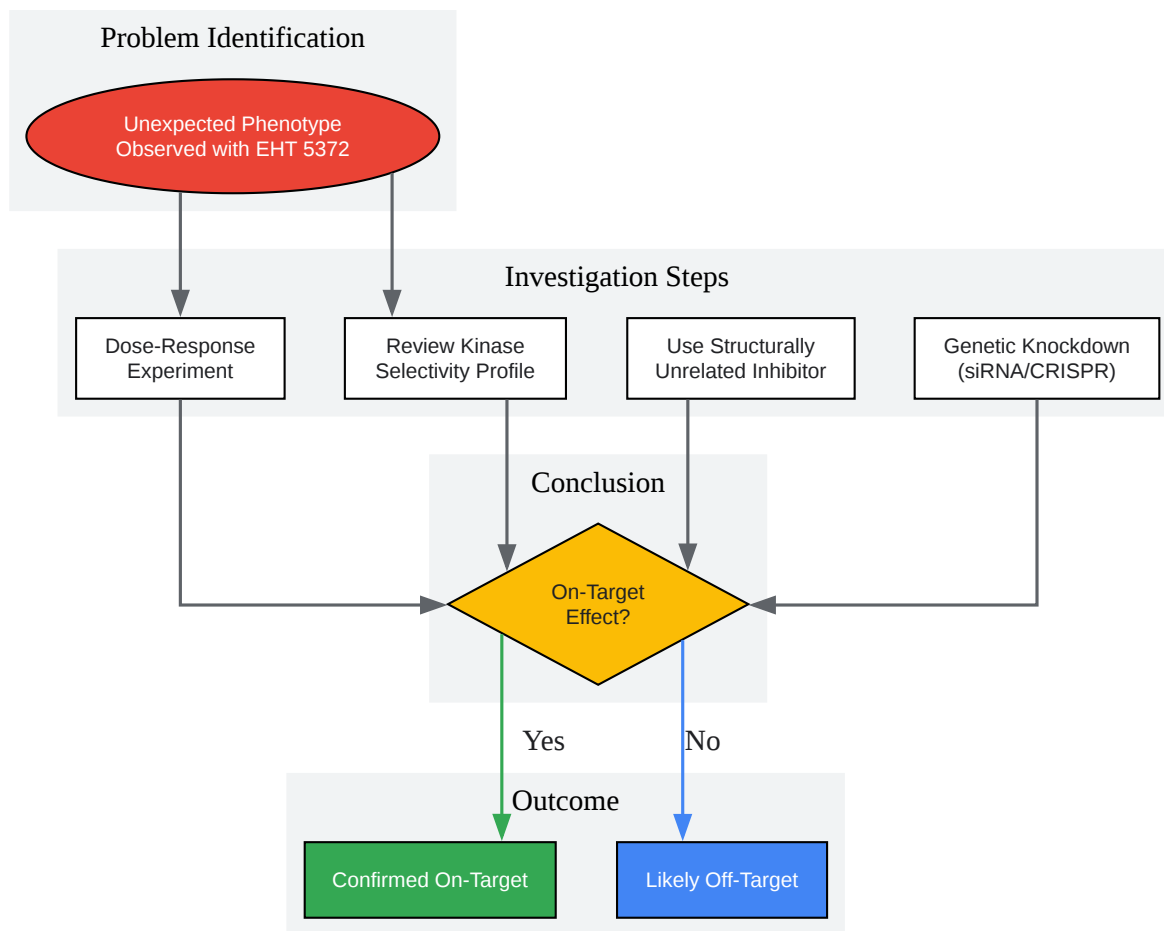 Problem Identification
Unexpected Phenotype
Observed with EHT 5372
Investigation Steps
Dose-Response
Experiment
Review Kinase
Selectivity Profile
Use Structurally
Unrelated Inhibitor
Genetic Knockdown
(siRNA/CRISPR)
Conclusion
On-Target
Effect?
Yes
No
Outcome
Confirmed On-Target
Likely Off-Target